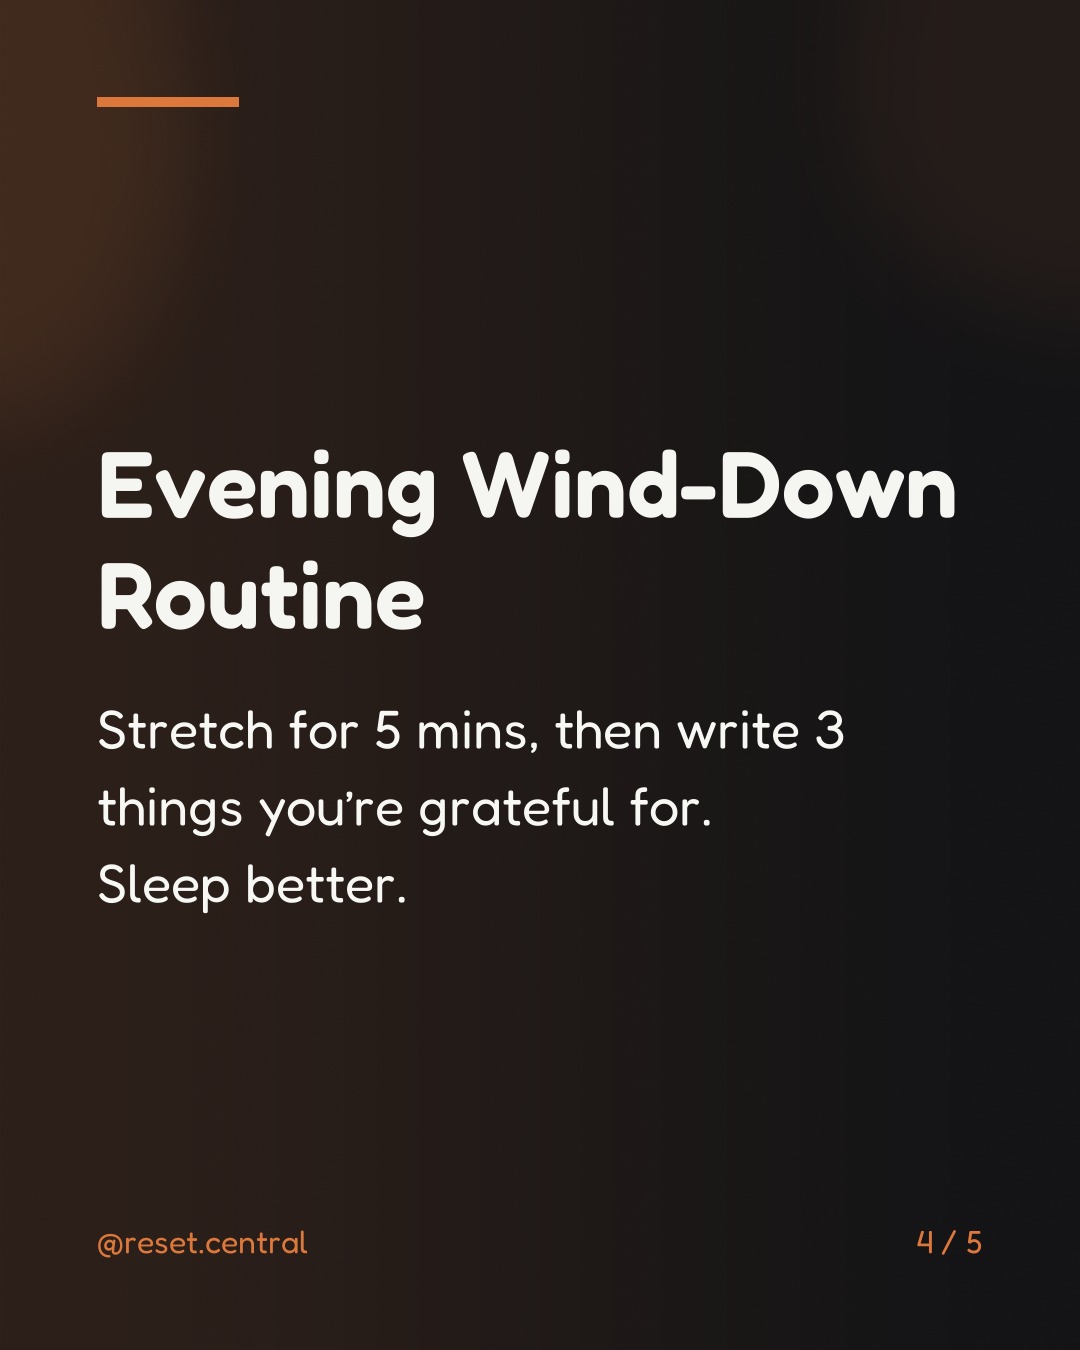 Evening Wind-Down
Routine
Stretch for 5 mins, then write 3
things you’re grateful for.
Sleep better.
@reset.central
4 / 5